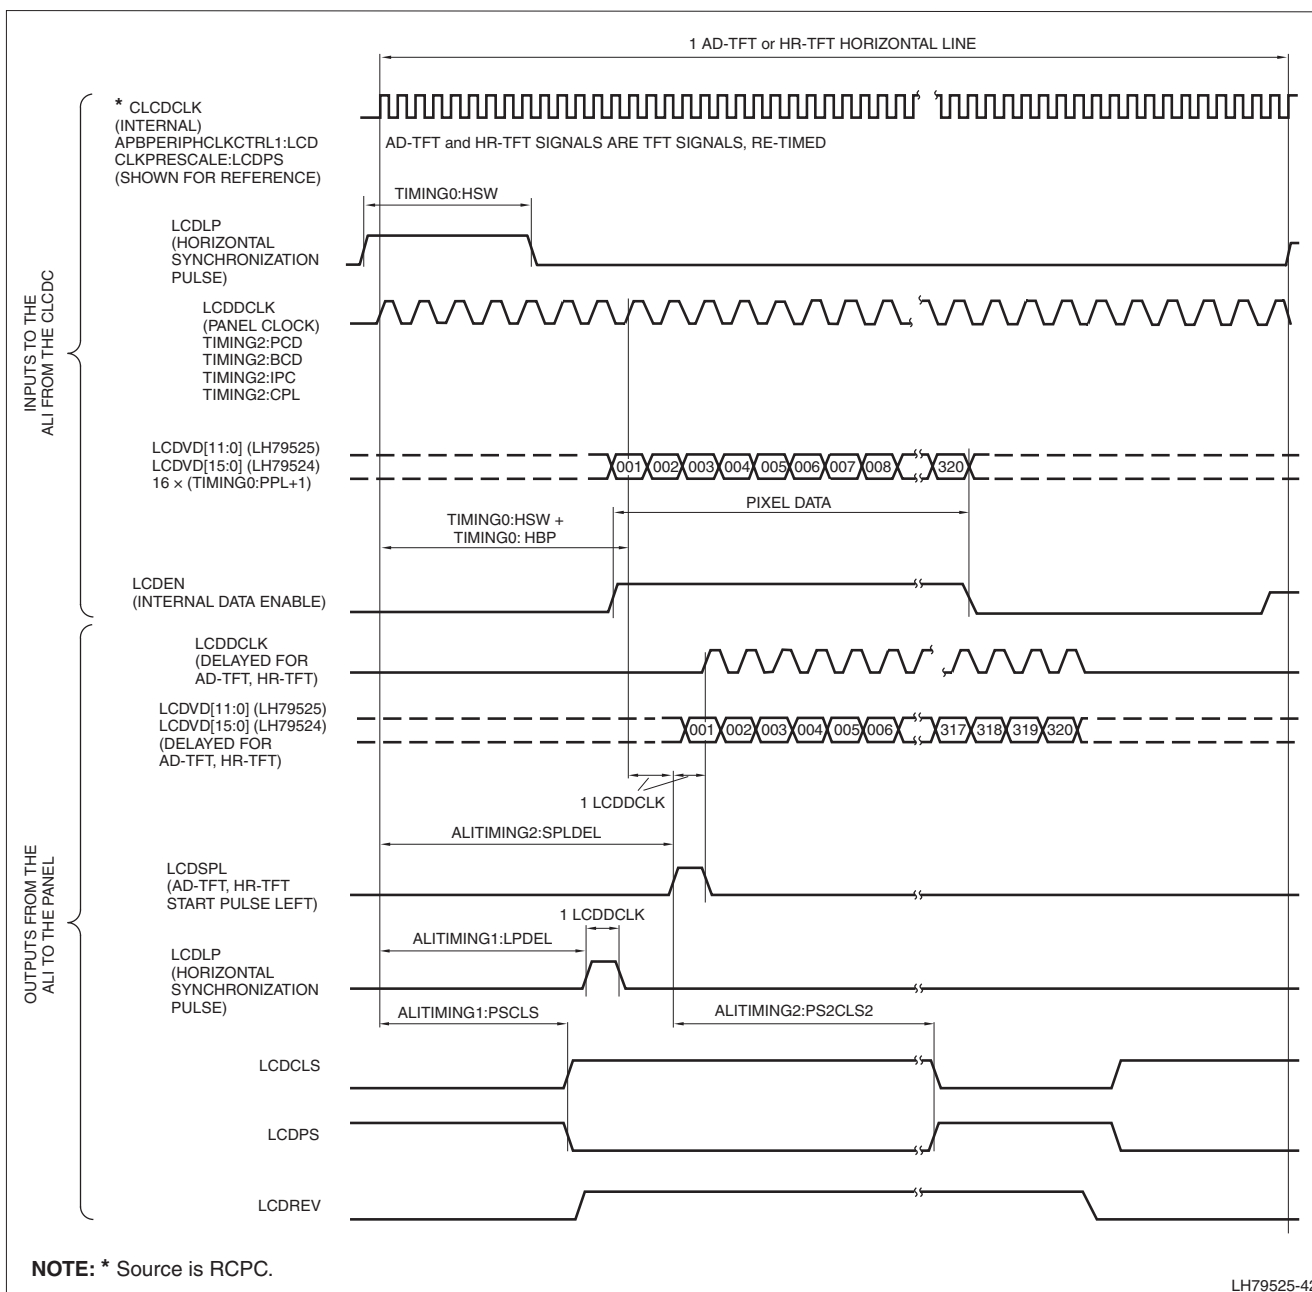 1 AD-TFT or HR-TFT HORIZONTAL LINE
* CLCDCLK
(INTERNAL)
APBPERIPHCLKCTRL1:LCD
CLKPRESCALE:LCDPS
(SHOWN FOR REFERENCE)
AD-TFT and HR-TFT SIGNALS ARE TFT SIGNALS, RE-TIMED
TIMING0:HSW
LCDLP
(HORIZONTAL
SYNCHRONIZATION
PULSE)
INPUTS TO THE
ALI FROM THE CLCDC
LCDDCLK
(PANEL CLOCK)
TIMING2:PCD
TIMING2:BCD
TIMING2:IPC
TIMING2:CPL
LCDVD[11:0] (LH79525)
LCDVD[15:0] (LH79524)
16 × (TIMING0:PPL+1)
001 002 003 004 005 006 007 008 320
PIXEL DATA
TIMING0:HSW +
TIMING0: HBP
LCDEN
(INTERNAL DATA ENABLE)
LCDDCLK
(DELAYED FOR
AD-TFT, HR-TFT)
LCDVD[11:0] (LH79525)
LCDVD[15:0] (LH79524)
(DELAYED FOR
AD-TFT, HR-TFT)
001 002 003 004 005 006 317 318 319 320
1 LCDDCLK
ALITIMING2:SPLDEL
OUTPUTS FROM THE
ALI TO THE PANEL
LCDSPL
(AD-TFT, HR-TFT
START PULSE LEFT)
1 LCDDCLK
ALITIMING1:LPDEL
LCDLP
(HORIZONTAL
SYNCHRONIZATION
PULSE)
ALITIMING1:PSCLS
ALITIMING2:PS2CLS2
LCDCLS
LCDPS
LCDREV
NOTE: * Source is RCPC.
LH79525-42